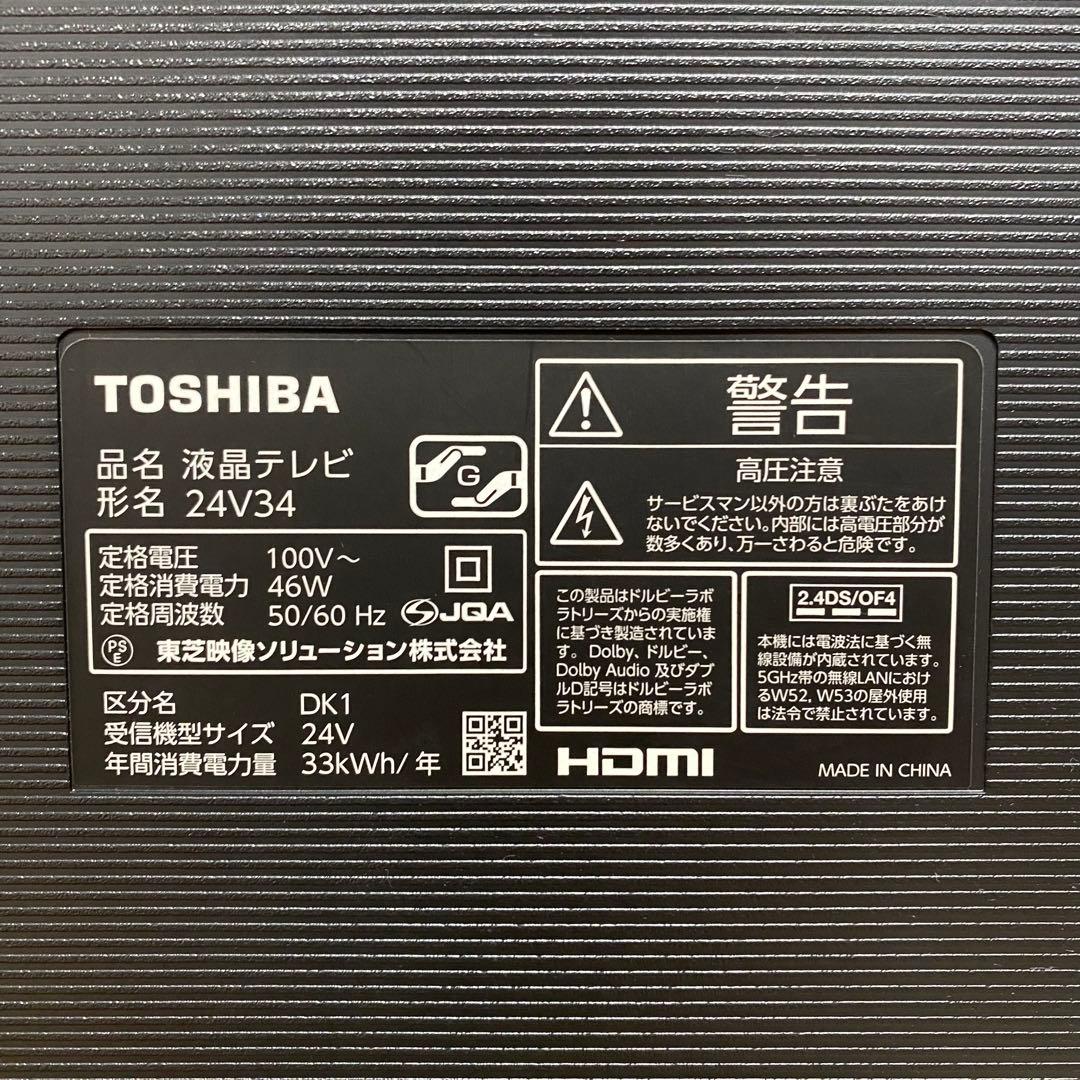 TOSHIBA
品名 液晶テレビ
形名 24V34
G
定格電圧 100V～
定格消費電力 46W
定格周波数 50/60 Hz
JQA
PSE
東芝映像ソリューション株式会社
区分名 DK1
受信機型サイズ 24V
年間消費電力量 33kWh/年
警告
高圧注意
サービスマン以外の方は裏ぶたをあけ
ないでください。内部には高電圧部分が
数多くあり、万一さわると危険です。
この製品はドルビーラボ
ラトリーズからの実施権
に基づき製造されていま
す。Dolby、ドルビー、
Dolby Audio 及びダブ
ルD記号はドルビーラボ
ラトリーズの商標です。
2.4DS/OF4
本機には電波法に基づく無
線設備が内蔵されています。
5GHz帯の無線LANにおけ
るW52, W53の屋外使用
は法令で禁止されています。
HDMI
MADE IN CHINA